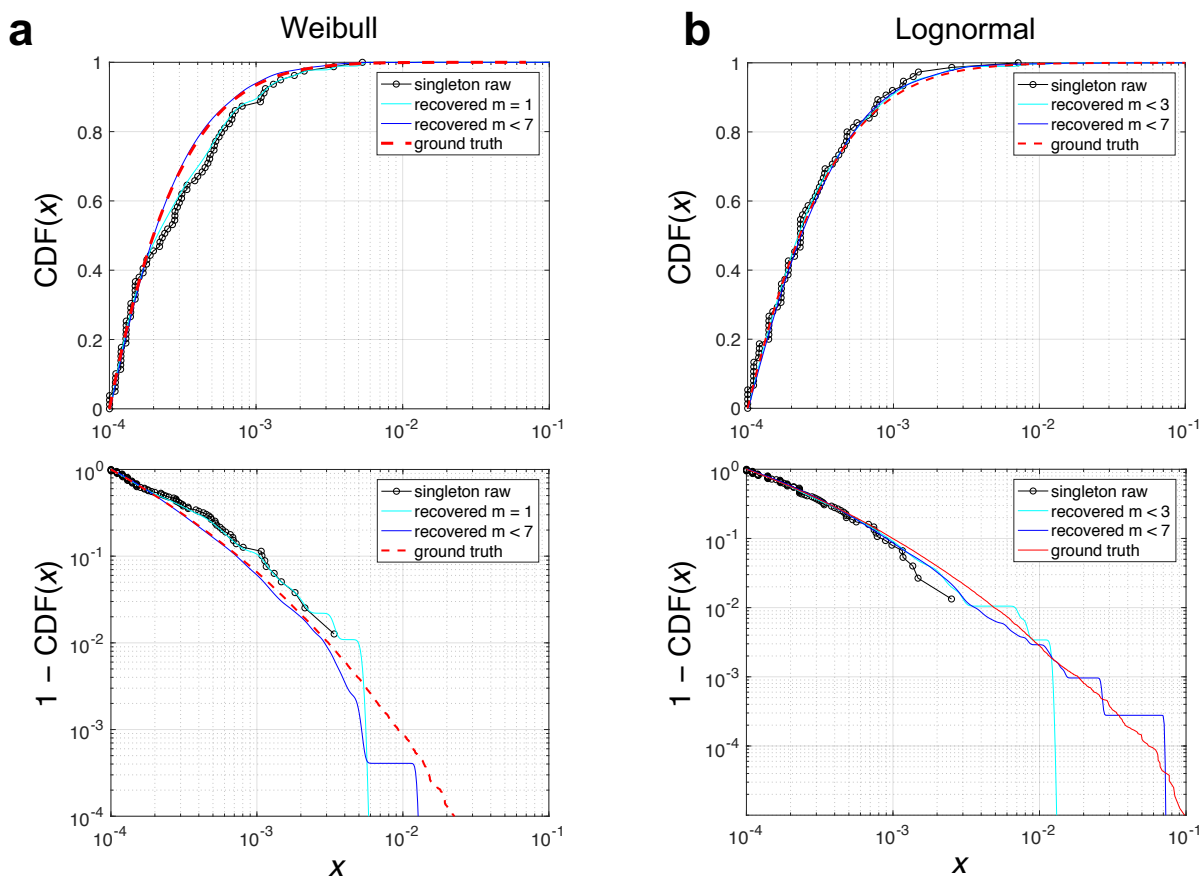 a
Weibull
CDF(x)
1
0.8
0.6
0.4
0.2
0
singleton raw
recovered m = 1
recovered m < 7
ground truth
10-4
10-3
10-2
10-1
b
Lognormal
CDF(x)
1
0.8
0.6
0.4
0.2
0
singleton raw
recovered m < 3
recovered m < 7
ground truth
10-4
10-3
10-2
10-1
1 − CDF(x)
100
10-1
10-2
10-3
10-4
singleton raw
recovered m = 1
recovered m < 7
ground truth
10-4
10-3
10-2
10-1
x
1 − CDF(x)
100
10-1
10-2
10-3
10-4
singleton raw
recovered m < 3
recovered m < 7
ground truth
10-4
10-3
10-2
10-1
x